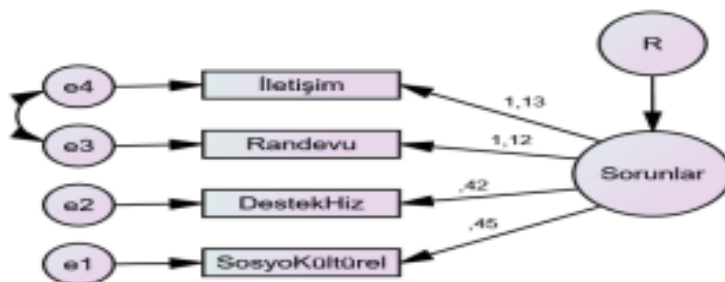 R
e4
İletişim
1,13
e3
Randevu
1,12
Sorunlar
e2
DestekHiz
,42
e1
SosyoKültürel
,45